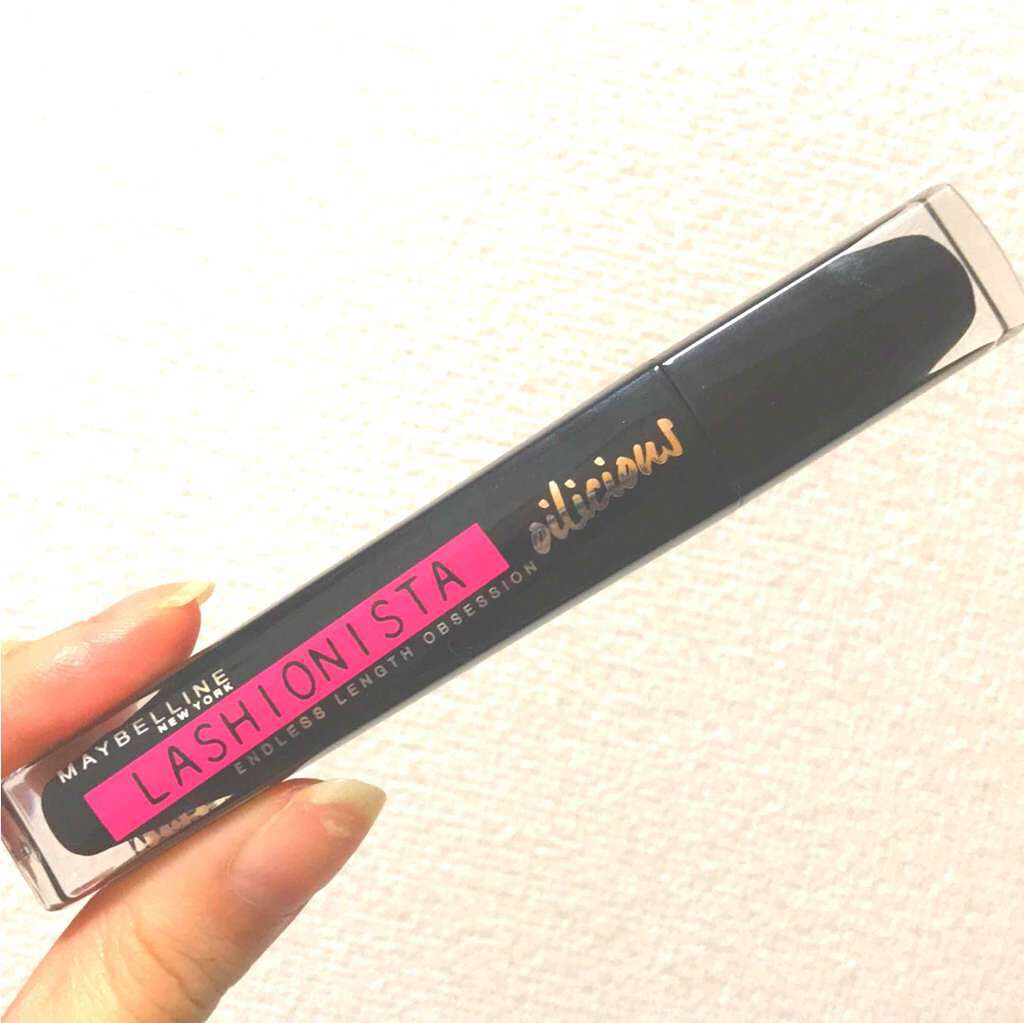 MAYBELLINE
NEW YORK
LASHIONISTA
ENDLESS LENGTH OBSESSION
oilicious